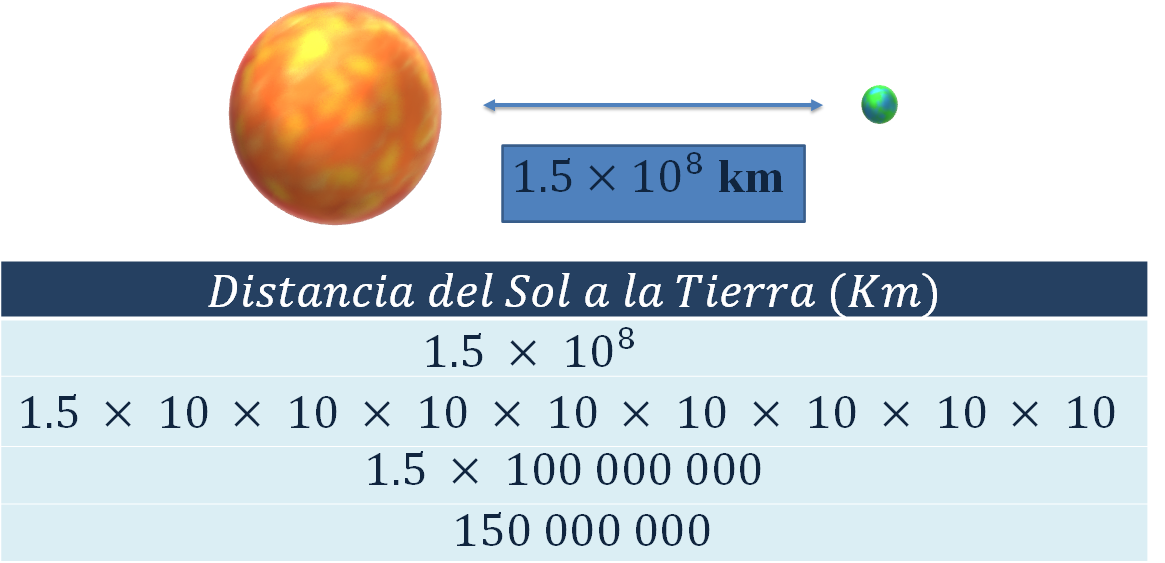 1.5 × 10⁸ km
Distancia del Sol a la Tierra (Km)
1.5 × 10⁸
1.5 × 10 × 10 × 10 × 10 × 10 × 10 × 10 × 10
1.5 × 100 000 000
150 000 000